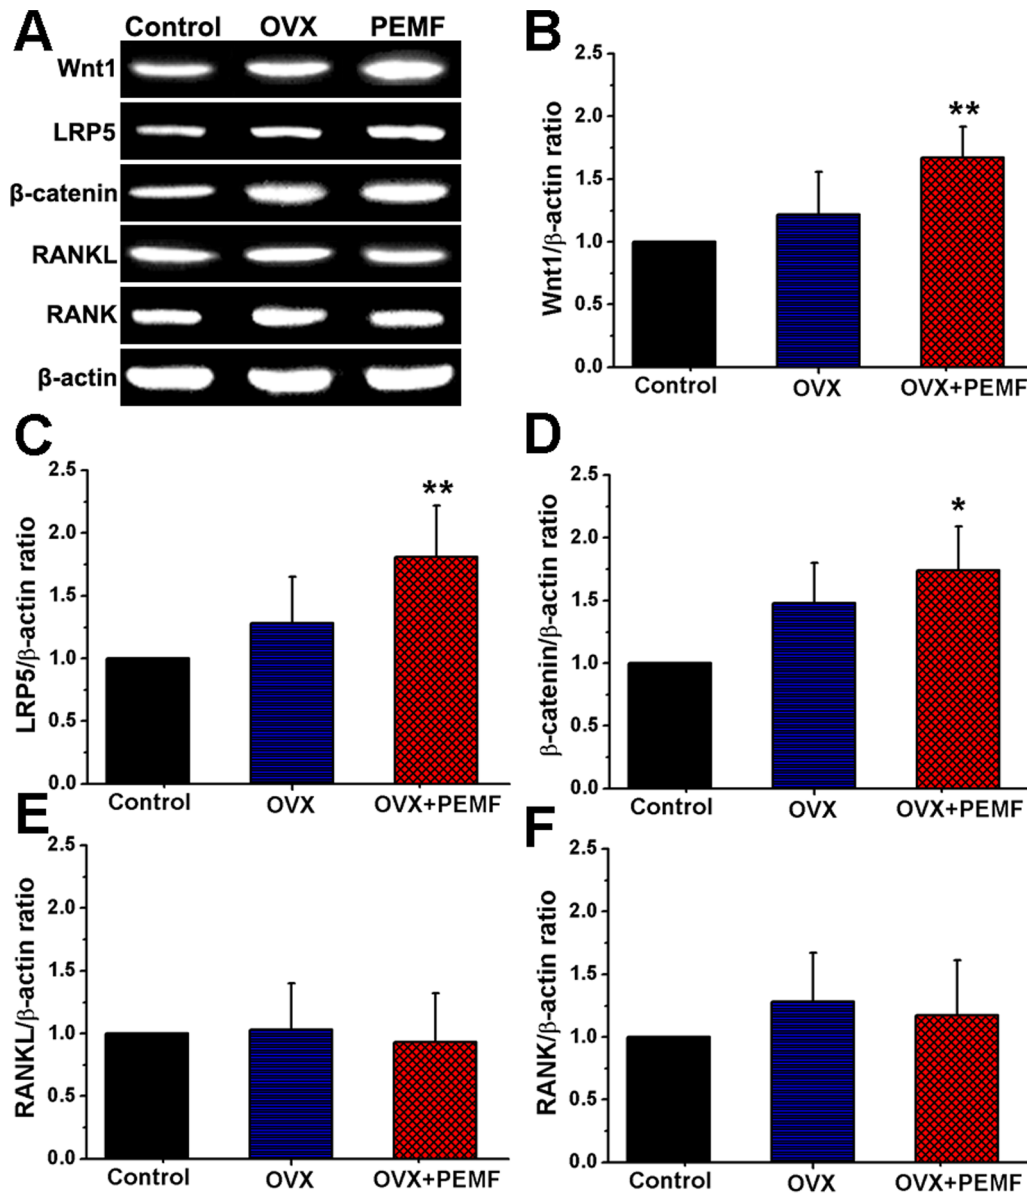 A
Control OVX PEMF
Wnt1
LRP5
β-catenin
RANKL
RANK
β-actin
B
Wnt1/β-actin ratio
2.5
2.0
1.5
1.0
0.5
0.0
**
Control OVX OVX+PEMF
C
LRP5/β-actin ratio
2.5
2.0
1.5
1.0
0.5
0.0
**
Control OVX OVX+PEMF
D
β-catenin/β-actin ratio
2.5
2.0
1.5
1.0
0.5
0.0
*
Control OVX OVX+PEMF
E
RANKL/β-actin ratio
2.5
2.0
1.5
1.0
0.5
0.0
Control OVX OVX+PEMF
F
RANK/β-actin ratio
2.5
2.0
1.5
1.0
0.5
0.0
Control OVX OVX+PEMF